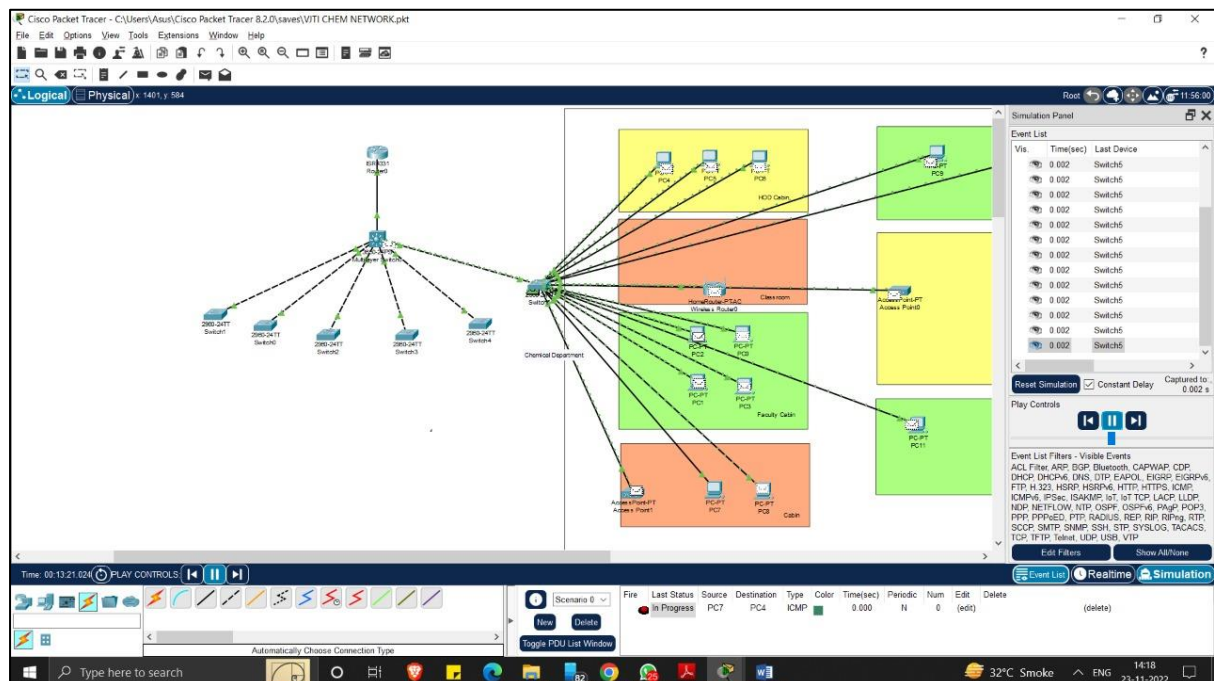 Cisco Packet Tracer - C:\Users\Asus\Cisco Packet Tracer 8.2.0\saves\VITI CHEM NETWORK.pkt
File Edit Options View Tools Extensions Window Help
?
Logical Physical x: 1401, y: 584
Root 11:56:00
Router0
Multilayer Switch
2960-24TT
Switch1
2960-24TT
Switch0
2960-24TT
Switch2
2960-24TT
Switch3
2960-24TT
Switch4
Switch
Chemical Department
PC4
PC5
PC6
HOD Cabin,
PC9
HomeRouter-PT-AC
Wireless Router0
Classroom
AccessPoint-PT
Access Point0
PC-PT
PC2
PC-PT
PC0
PC-PT
PC1
PC-PT
PC3
Faculty Cabin
PC-PT
PC11
AccessPoint-PT
Access Point1
PC-PT
PC7
PC-PT
PC8
Cabin
Simulation Panel
Event List
Vis. Time(sec) Last Device
0.002 Switch5
0.002 Switch5
0.002 Switch5
0.002 Switch5
0.002 Switch5
0.002 Switch5
0.002 Switch5
0.002 Switch5
0.002 Switch5
0.002 Switch5
0.002 Switch5
0.002 Switch5
0.002 Switch5
Reset Simulation Constant Delay Captured to:
0.002 s
Play Controls
Event List Filters - Visible Events
ACL Filter, ARP, BGP, Bluetooth, CAPWAP, CDP,
DHCP, DHCPv6, DNS, DTP, EAPOL, EIGRP, EIGRPv6,
FTP, H.323, HSRP, HSRPv6, HTTP, HTTPS, ICMP,
ICMPv6, IPSec, ISAKMP, IoT, IoT TCP, LACP, LLDP,
NDP, NETFLOW, NTP, OSPF, OSPFv6, PAgP, POP3,
PPP, PPPoED, PTP, RADIUS, REP, RIP, RIPng, RTP,
SCCP, SMTP, SNMP, SSH, STP, SYSLOG, TACACS,
TCP, TFTP, Telnet, UDP, USB, VTP
Edit Filters Show All/None
Time: 00:13:21.024 PLAY CONTROLS:
Event List Realtime Simulation
Automatically Choose Connection Type
Scenario 0
New Delete
Toggle PDU List Window
Fire Last Status Source Destination Type Color Time(sec) Periodic Num Edit Delete
In Progress PC7 PC4 ICMP 0.000 N 0 (edit) (delete)
Type here to search
82
25
32°C Smoke ENG 14:18
23-11-2022